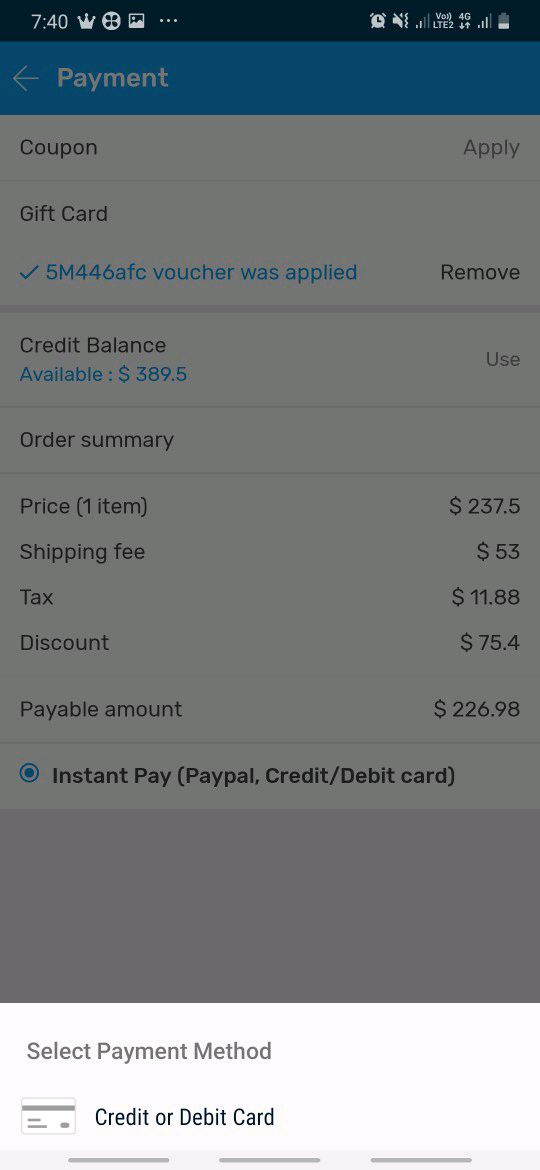 7:40
Vo)) 4G
LTE2
Payment
Coupon Apply
Gift Card
5M446afc voucher was applied Remove
Credit Balance
Available : $ 389.5 Use
Order summary
Price (1 item) $ 237.5
Shipping fee $ 53
Tax $ 11.88
Discount $ 75.4
Payable amount $ 226.98
Instant Pay (Paypal, Credit/Debit card)
Select Payment Method
Credit or Debit Card